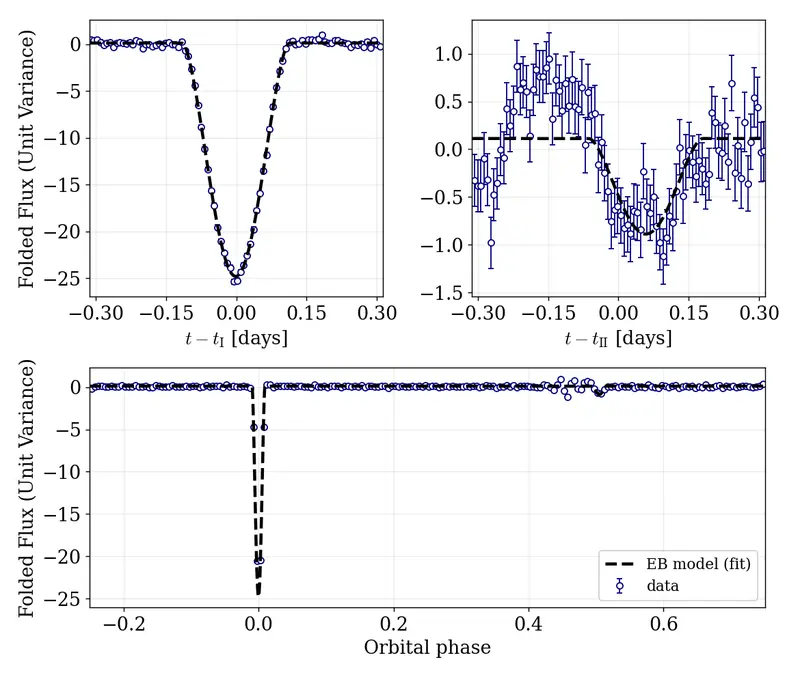 Folded Flux (Unit Variance)
0
−5
−10
−15
−20
−25
−0.30 −0.15 0.00 0.15 0.30
t − tI [days]
1.0
0.5
0.0
−0.5
−1.0
−1.5
−0.30 −0.15 0.00 0.15 0.30
t − tII [days]
Folded Flux (Unit Variance)
0
−5
−10
−15
−20
−25
−0.2 0.0 0.2 0.4 0.6
Orbital phase
EB model (fit)
data